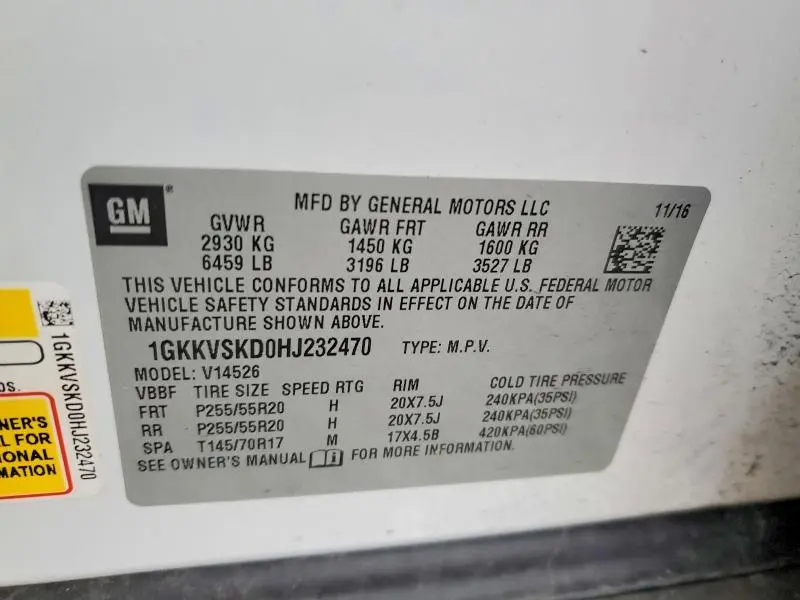 GM®
MFD BY GENERAL MOTORS LLC 11/16
GVWR GAWR FRT GAWR RR
2930 KG 1450 KG 1600 KG
6459 LB 3196 LB 3527 LB
THIS VEHICLE CONFORMS TO ALL APPLICABLE U.S. FEDERAL MOTOR
VEHICLE SAFETY STANDARDS IN EFFECT ON THE DATE OF
MANUFACTURE SHOWN ABOVE.
1GKKVSKD0HJ232470 TYPE: M.P.V.
MODEL: V14526
VBBF TIRE SIZE SPEED RTG RIM COLD TIRE PRESSURE
FRT P255/55R20 H 20X7.5J 240KPA(35PSI)
RR P255/55R20 H 20X7.5J 240KPA(35PSI)
SPA T145/70R17 M 17X4.5B 420KPA(60PSI)
SEE OWNER'S MANUAL FOR MORE INFORMATION.
1GKKVSKD0HJ232470